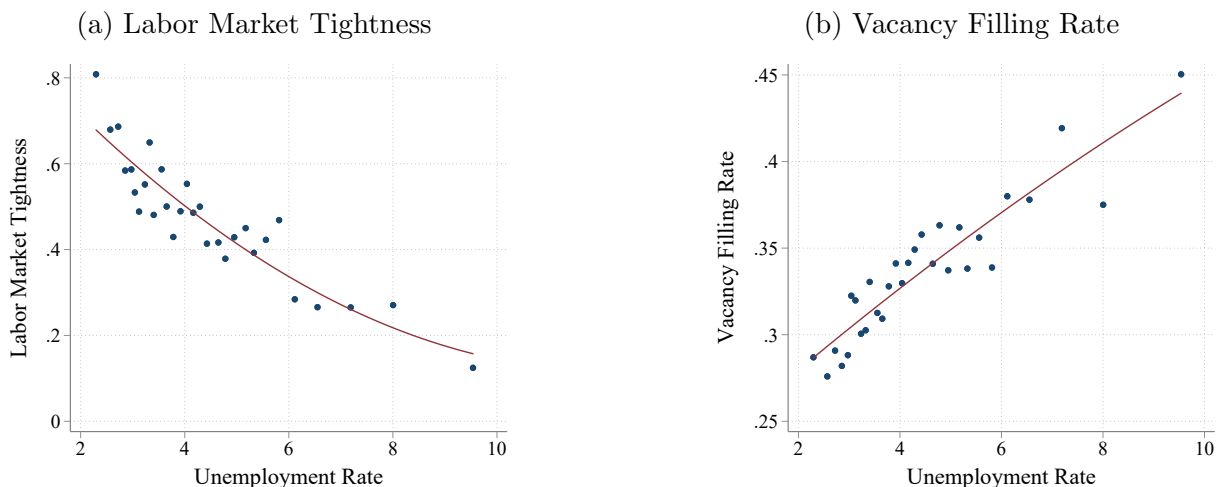 (a) Labor Market Tightness
.8
.6
.4
.2
0
Labor Market Tightness
2 4 6 8 10
Unemployment Rate
(b) Vacancy Filling Rate
.45
.4
.35
.3
.25
Vacancy Filling Rate
2 4 6 8 10
Unemployment Rate